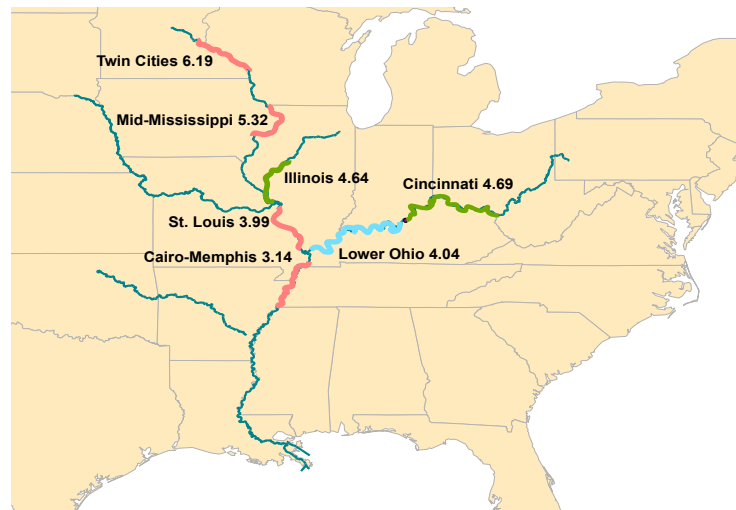 Twin Cities 6.19
Mid-Mississippi 5.32
Illinois 4.64
Cincinnati 4.69
St. Louis 3.99
Cairo-Memphis 3.14
Lower Ohio 4.04